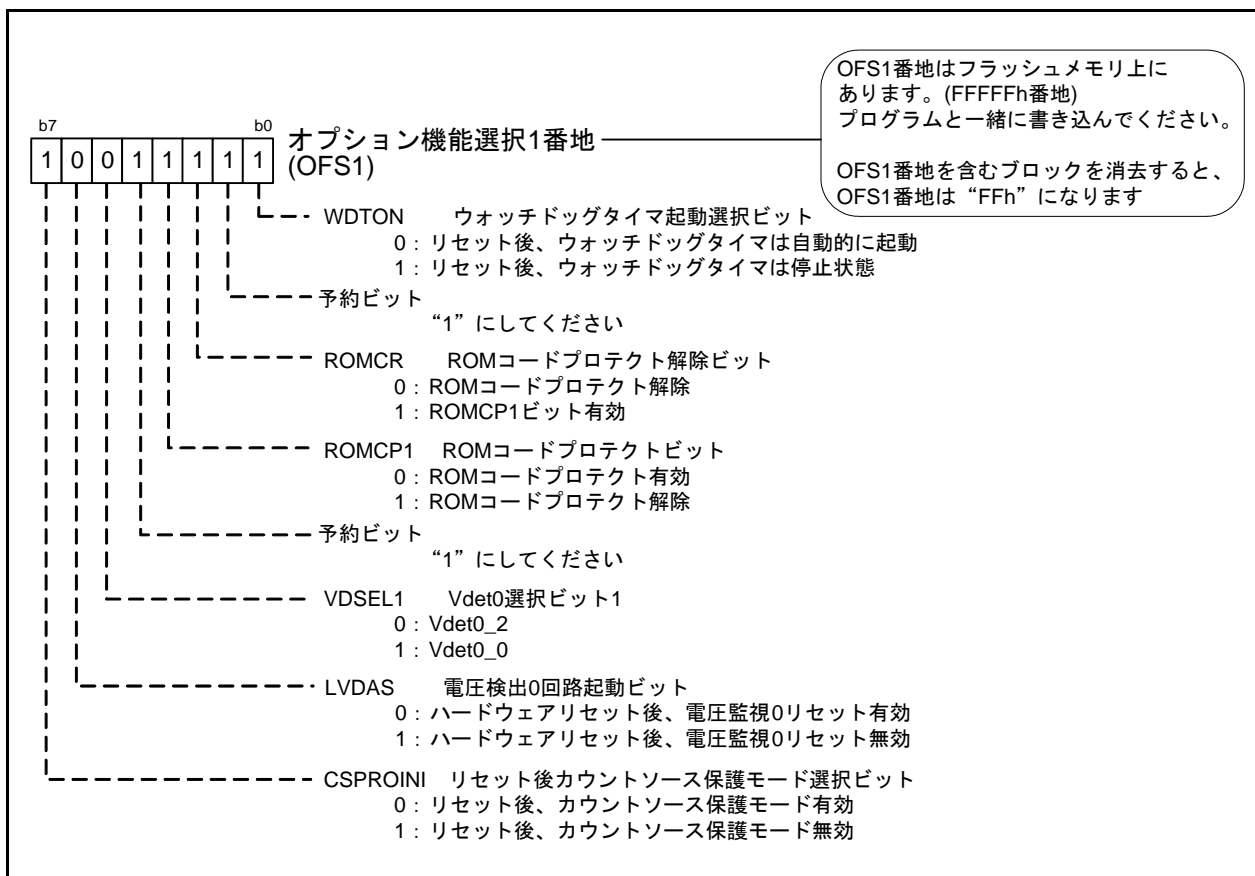 OFS1番地はフラッシュメモリ上に
あります。(FFFFFh番地)
プログラムと一緒に書き込んでください。
OFS1番地を含むブロックを消去すると、
OFS1番地は“FFh”になります
b7 b0
1 0 0 1 1 1 1 1
オプション機能選択1番地
(OFS1)
WDTON ウォッチドッグタイマ起動選択ビット
0：リセット後、ウォッチドッグタイマは自動的に起動
1：リセット後、ウォッチドッグタイマは停止状態
予約ビット
“1”にしてください
ROMCR ROMコードプロテクト解除ビット
0：ROMコードプロテクト解除
1：ROMCP1ビット有効
ROMCP1 ROMコードプロテクトビット
0：ROMコードプロテクト有効
1：ROMコードプロテクト解除
予約ビット
“1”にしてください
VDSEL1 Vdet0選択ビット1
0：Vdet0_2
1：Vdet0_0
LVDAS 電圧検出0回路起動ビット
0：ハードウェアリセット後、電圧監視0リセット有効
1：ハードウェアリセット後、電圧監視0リセット無効
CSPROINI リセット後カウントソース保護モード選択ビット
0：リセット後、カウントソース保護モード有効
1：リセット後、カウントソース保護モード無効